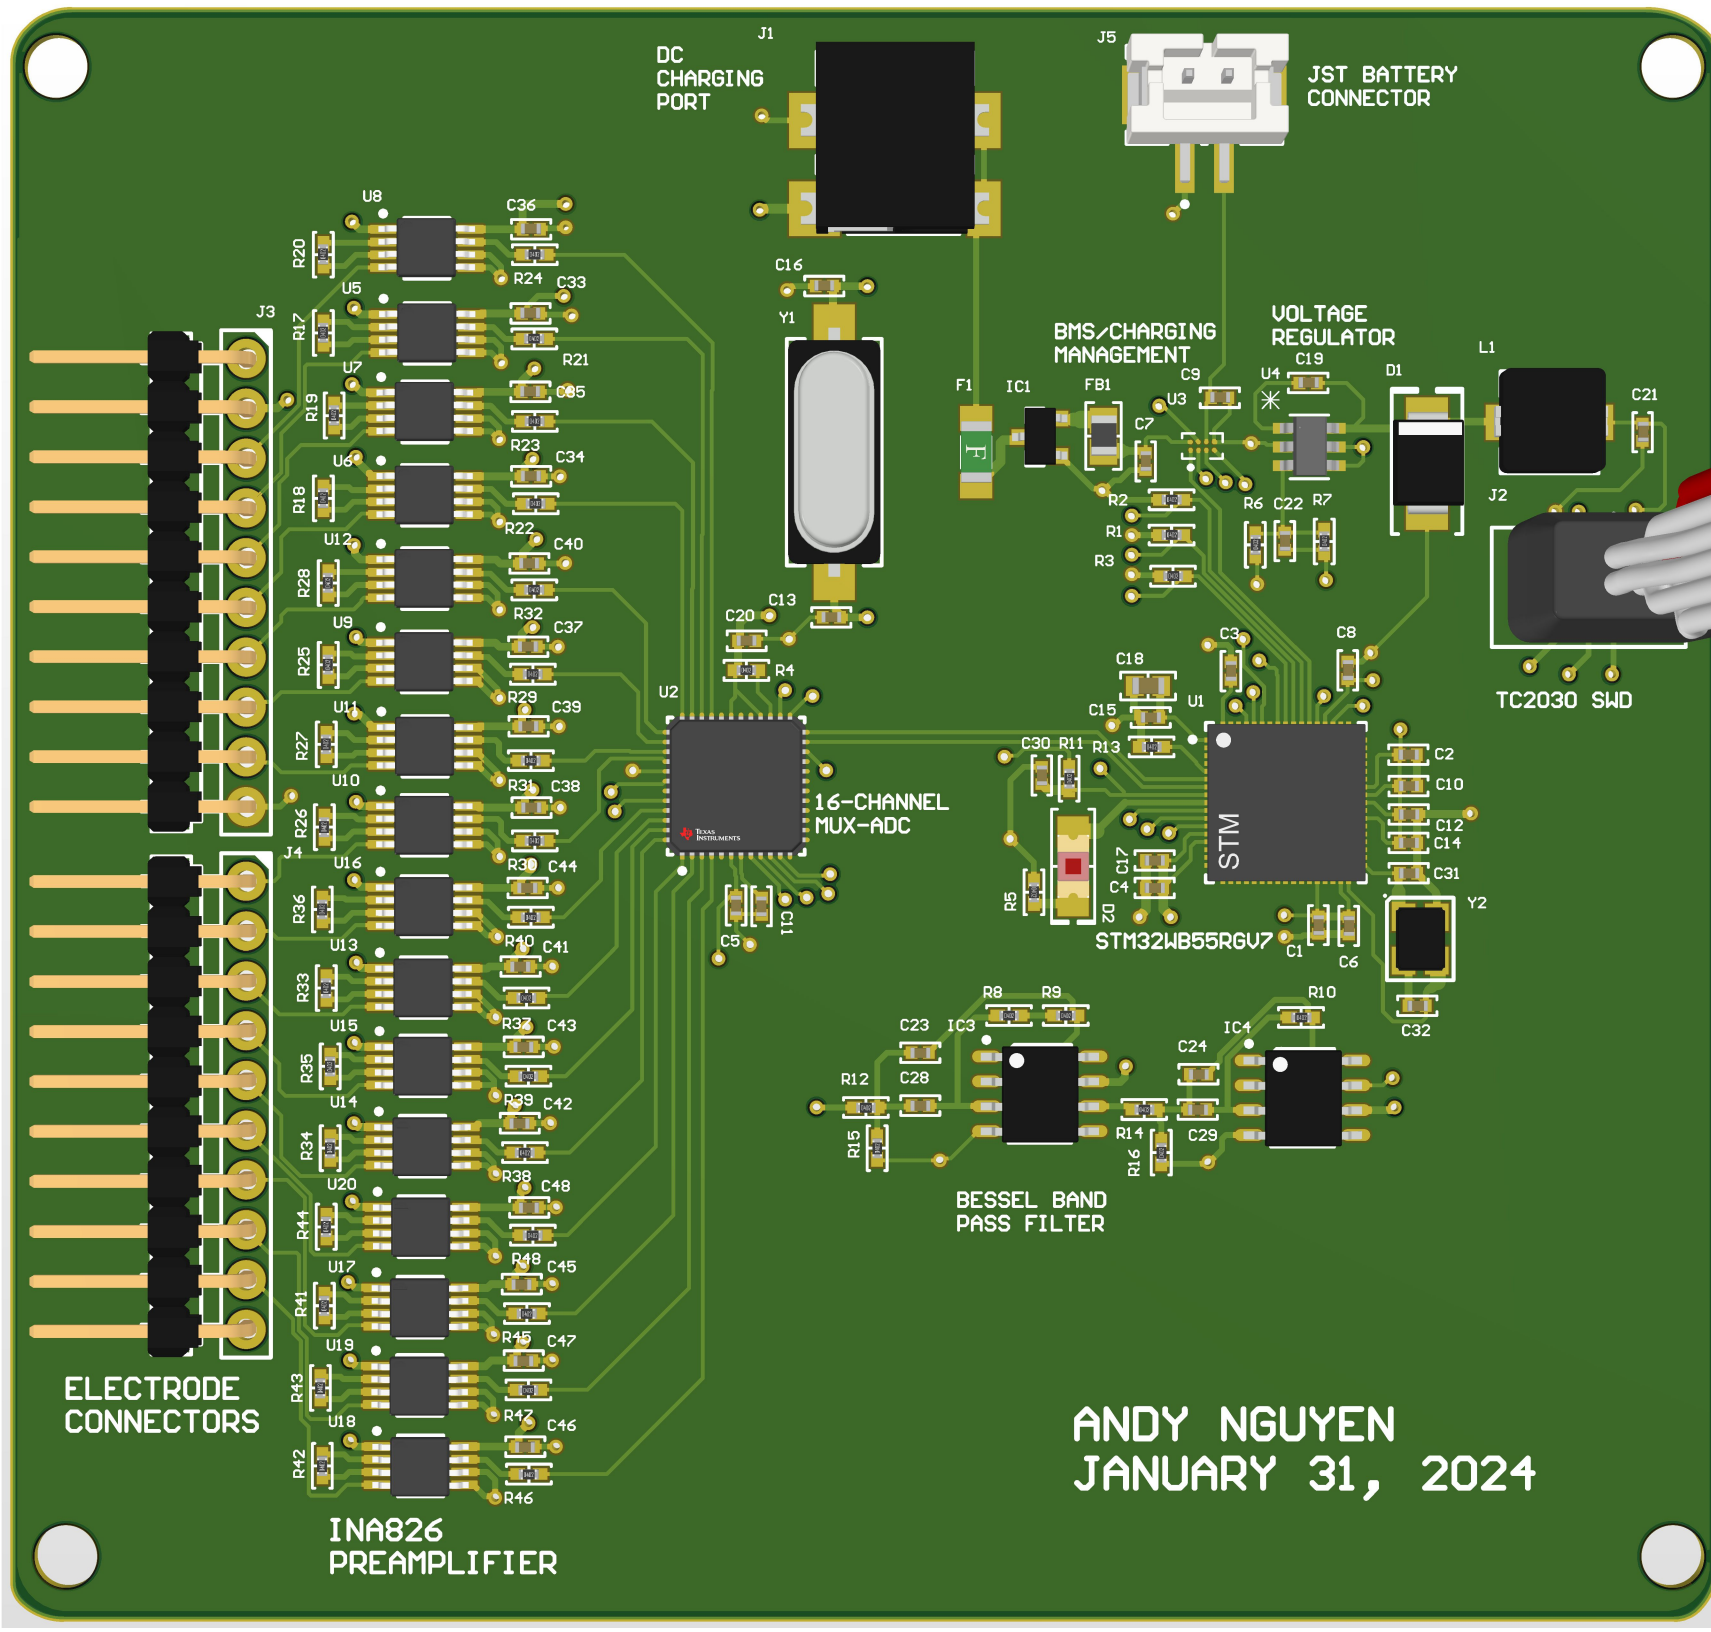 J1
DC
CHARGING
PORT
J5
JST BATTERY
CONNECTOR
U8
C36
R20
R24
U5
C33
R17
R21
J3
U7
C35
R19
R23
U6
C34
R18
R22
U12
C40
R28
R32
U9
C37
R25
R29
U11
C39
R27
R31
U10
C38
R26
R30
J4
U16
C44
R36
R40
U13
C41
R33
R37
U15
C43
R35
R39
U14
C42
R34
R38
U20
C48
R44
R48
U17
C45
R41
R45
U19
C47
R43
R47
U18
C46
R42
R46
ELECTRODE
CONNECTORS
INA826
PREAMPLIFIER
C16
Y1
C13
C20
R4
U2
TEXAS
INSTRUMENTS
16-CHANNEL
MUX-ADC
C5
C11
BMS/CHARGING
MANAGEMENT
VOLTAGE
REGULATOR
F1
F
IC1
FB1
C7
C9
U3
U4
C19
D1
L1
C21
R2
R1
R3
R6
C22
R7
J2
TC2030 SWD
C3
C8
C18
C15
R13
U1
C30
R11
R5
D2
C17
C4
STM
STM32WB55RGV7
C2
C10
C12
C14
C31
Y2
C1
C6
C32
R8
R9
IC3
C23
C28
R12
R15
R10
IC4
C24
R14
C29
R16
BESSEL BAND
PASS FILTER
ANDY NGUYEN
JANUARY 31, 2024